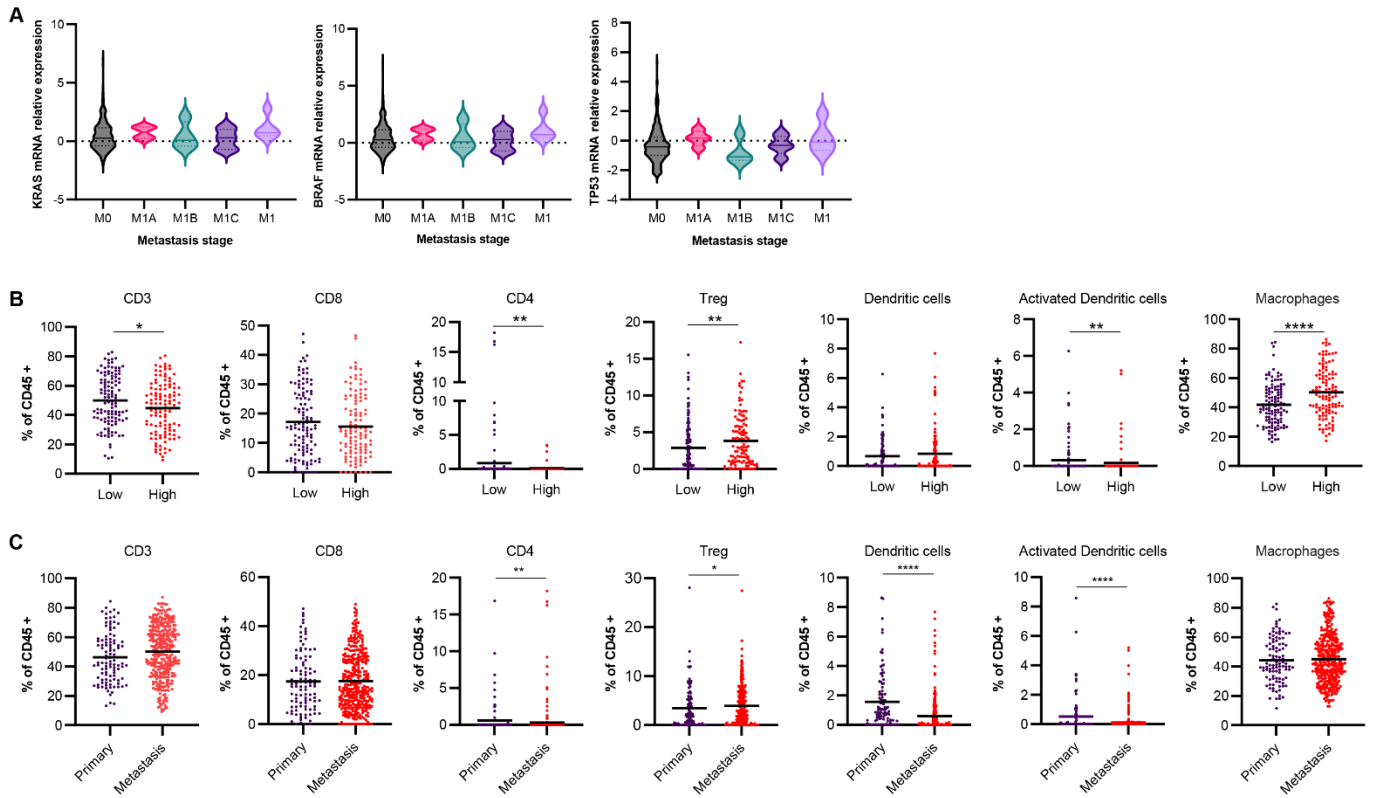 A
KRAS mRNA relative expression
10
5
0
-5
M0 M1A M1B M1C M1
Metastasis stage
BRAF mRNA relative expression
10
5
0
-5
M0 M1A M1B M1C M1
Metastasis stage
TP53 mRNA relative expression
8
6
4
2
0
-2
-4
M0 M1A M1B M1C M1
Metastasis stage
B
CD3
% of CD45 +
100
80
60
40
20
0
*
Low High
CD8
% of CD45 +
50
40
30
20
10
0
Low High
CD4
% of CD45 +
20
15
10
10
5
0
**
Low High
Treg
% of CD45 +
20
15
10
5
0
**
Low High
Dendritic cells
% of CD45 +
10
8
6
4
2
0
Low High
Activated Dendritic cells
% of CD45 +
8
6
4
2
0
**
Low High
Macrophages
% of CD45 +
100
80
60
40
20
0
****
Low High
C
CD3
% of CD45 +
100
80
60
40
20
0
Primary Metastasis
CD8
% of CD45 +
60
40
20
0
Primary Metastasis
CD4
% of CD45 +
20
15
10
5
0
**
Primary Metastasis
Treg
% of CD45 +
30
20
10
0
*
Primary Metastasis
Dendritic cells
% of CD45 +
10
8
6
4
2
0
****
Primary Metastasis
Activated Dendritic cells
% of CD45 +
10
8
6
4
2
0
****
Primary Metastasis
Macrophages
% of CD45 +
100
80
60
40
20
0
Primary Metastasis